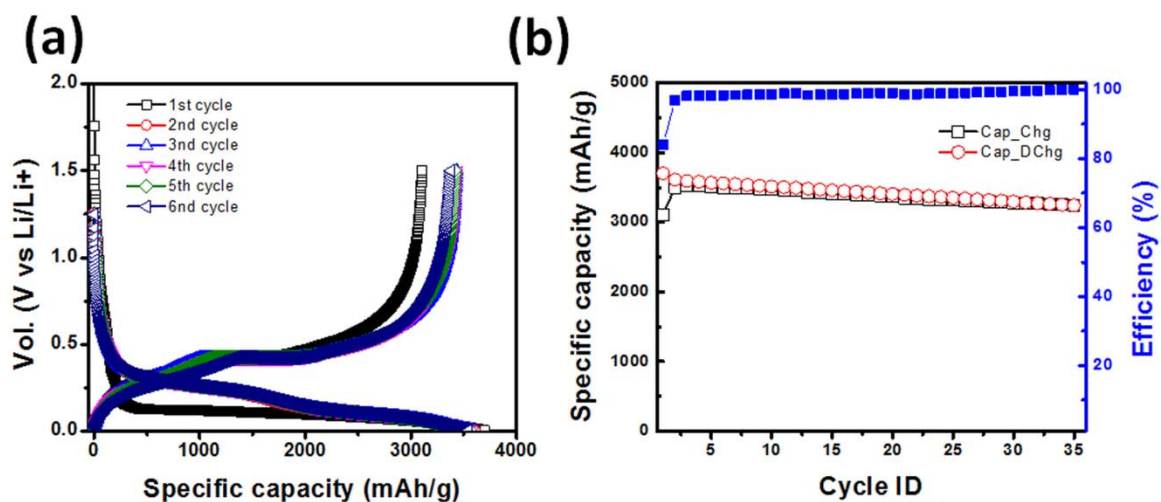 (a)
(b)
Vol. (V vs Li/Li+)
2.0
1.5
1.0
0.5
0.0
1st cycle
2nd cycle
3nd cycle
4th cycle
5th cycle
6nd cycle
0 1000 2000 3000 4000
Specific capacity (mAh/g)
Specific capacity (mAh/g)
5000
4000
3000
2000
1000
0
Cap_Chg
Cap_DChg
100
80
60
40
20
Efficiency (%)
5 10 15 20 25 30 35
Cycle ID